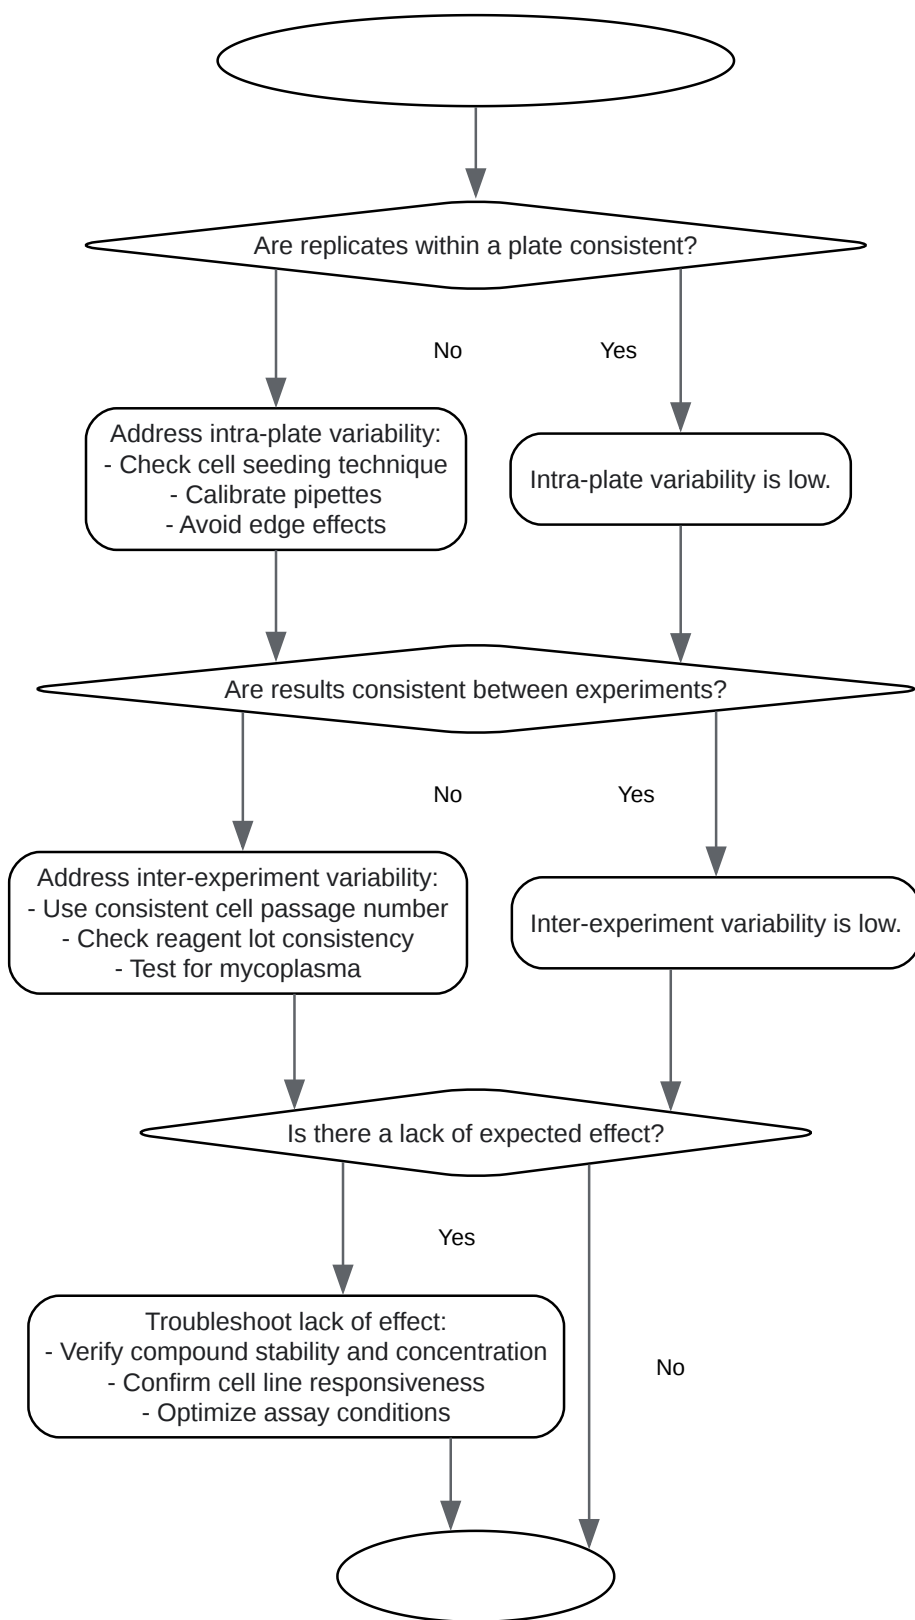 Are replicates within a plate consistent?
No
Yes
Address intra-plate variability:
- Check cell seeding technique
- Calibrate pipettes
- Avoid edge effects
Intra-plate variability is low.
Are results consistent between experiments?
No
Yes
Address inter-experiment variability:
- Use consistent cell passage number
- Check reagent lot consistency
- Test for mycoplasma
Inter-experiment variability is low.
Is there a lack of expected effect?
Yes
Troubleshoot lack of effect:
- Verify compound stability and concentration
- Confirm cell line responsiveness
- Optimize assay conditions
No